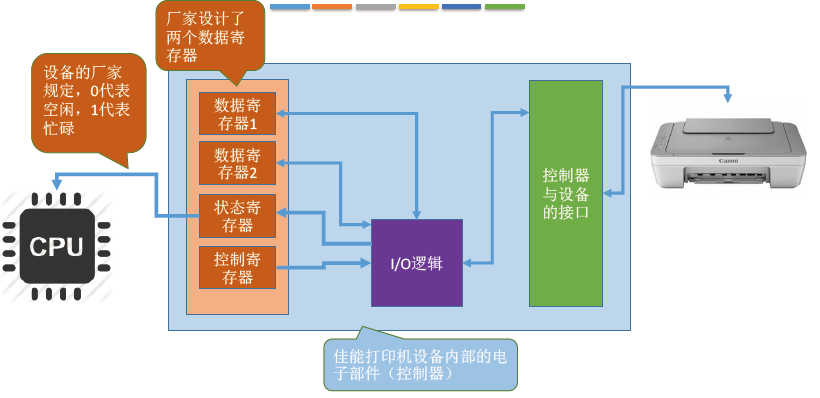 厂家设计了
两个数据寄
存器
设备的厂家
规定，0代表
空闲，1代表
忙碌
数据寄
存器1
数据寄
存器2
状态寄
存器
控制寄
存器
CPU
I/O逻辑
控制器
与设备
的接口
Canon
佳能打印机设备内部的电
子部件（控制器）